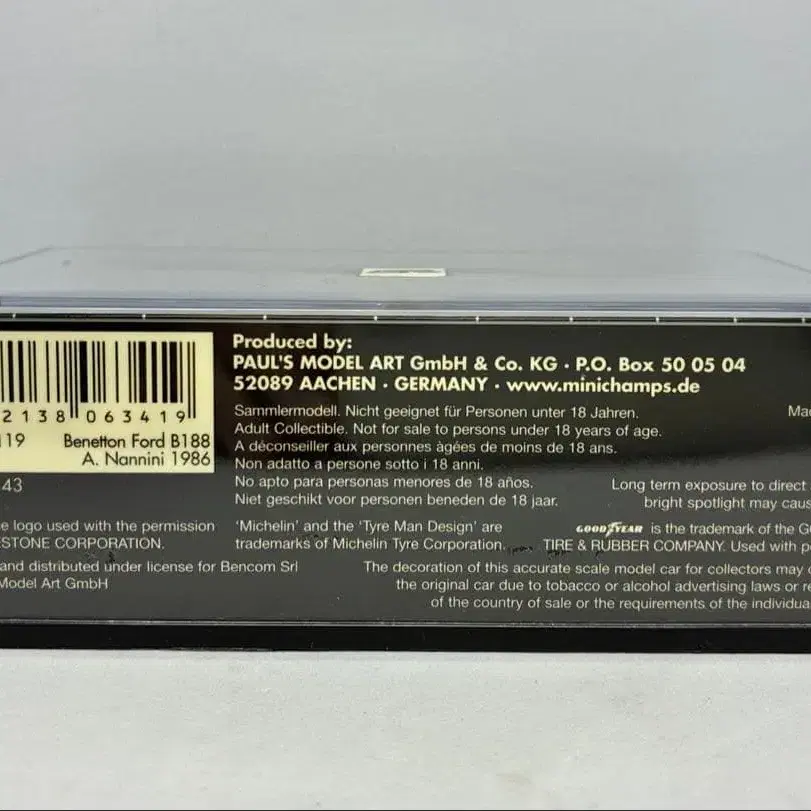 Produced by:
PAUL'S MODEL ART GmbH & Co. KG · P.O. Box 50 05 04
52089 AACHEN · GERMANY · www.minichamps.de
2138 063419
119 Benetton Ford B188
A. Nannini 1986
43
Sammlermodell. Nicht geeignet für Personen unter 18 Jahren.
Adult Collectible. Not for sale to persons under 18 years of age.
A déconseiller aux personnes âgées de moins de 18 ans.
Non adatto a persone sotto i 18 anni.
No apto para personas menores de 18 años.
Niet geschikt voor personen beneden de 18 jaar.
Long term exposure to direct
bright spotlight may
logo used with the permission
CORPORATION.
'Michelin' and the 'Tyre Man Design' are
trademarks of Michelin Tyre Corporation.
GOODYEAR is the trademark of the
TIRE & RUBBER COMPANY. Used with
and distributed under license for Bencom Srl
Model Art GmbH
The decoration of this accurate scale model car for collectors may
the original car due to tobacco or alcohol advertising laws or
of the country of sale or the requirements of the